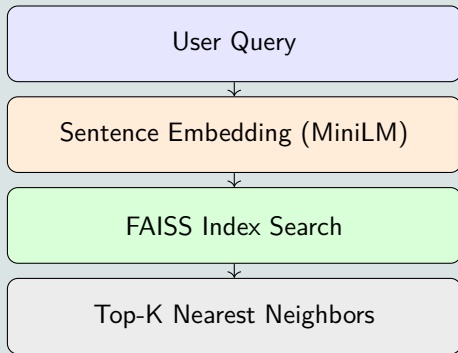 User Query
Sentence Embedding (MiniLM)
FAISS Index Search
Top-K Nearest Neighbors